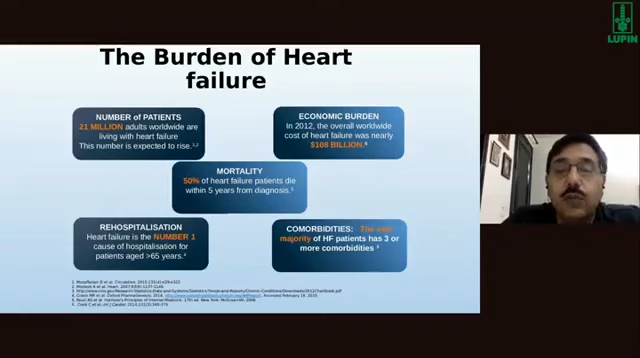 LUPIN
The Burden of Heart
failure
NUMBER of PATIENTS
21 MILLION adults worldwide are
living with heart failure
This number is expected to rise.1,2
ECONOMIC BURDEN
In 2012, the overall worldwide
cost of heart failure was nearly
$108 BILLION.6
MORTALITY
50% of heart failure patients die
within 5 years from diagnosis.5
REHOSPITALISATION
Heart failure is the NUMBER 1
cause of hospitalisation for
patients aged >65 years.4
COMORBIDITIES: The vast
majority of HF patients has 3 or
more comorbidities